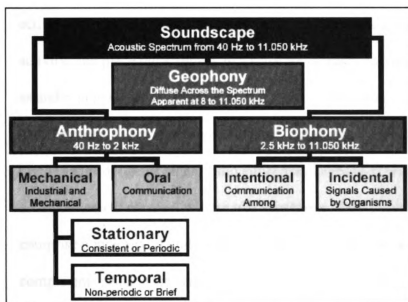 Soundscape
Acoustic Spectrum from 40 Hz to 11.050 kHz
Geophony
Diffuse Across the Spectrum
Apparent at 8 to 11.050 kHz
Anthrophony
40 Hz to 2 kHz
Biophony
2.5 kHz to 11.050 kHz
Mechanical
Industrial and
Mechanical
Oral
Communication
Intentional
Communication
Among
Incidental
Signals Caused
by Organisms
Stationary
Consistent or Periodic
Temporal
Non-periodic or Brief